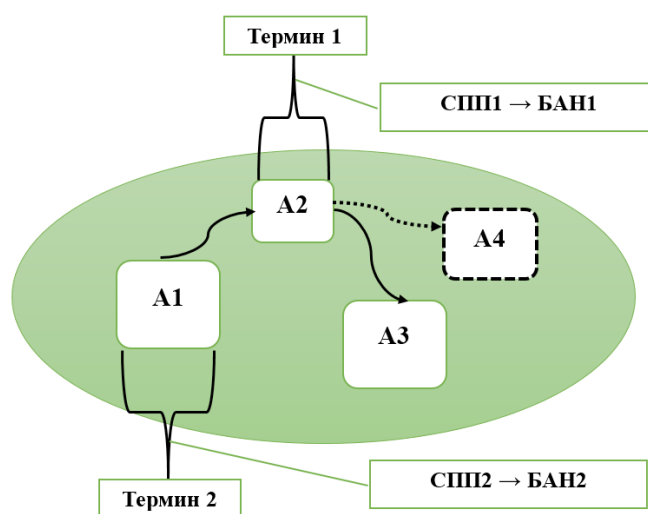 Термин 1
СПП1 → БАН1
А2
А4
А1
А3
СПП2 → БАН2
Термин 2